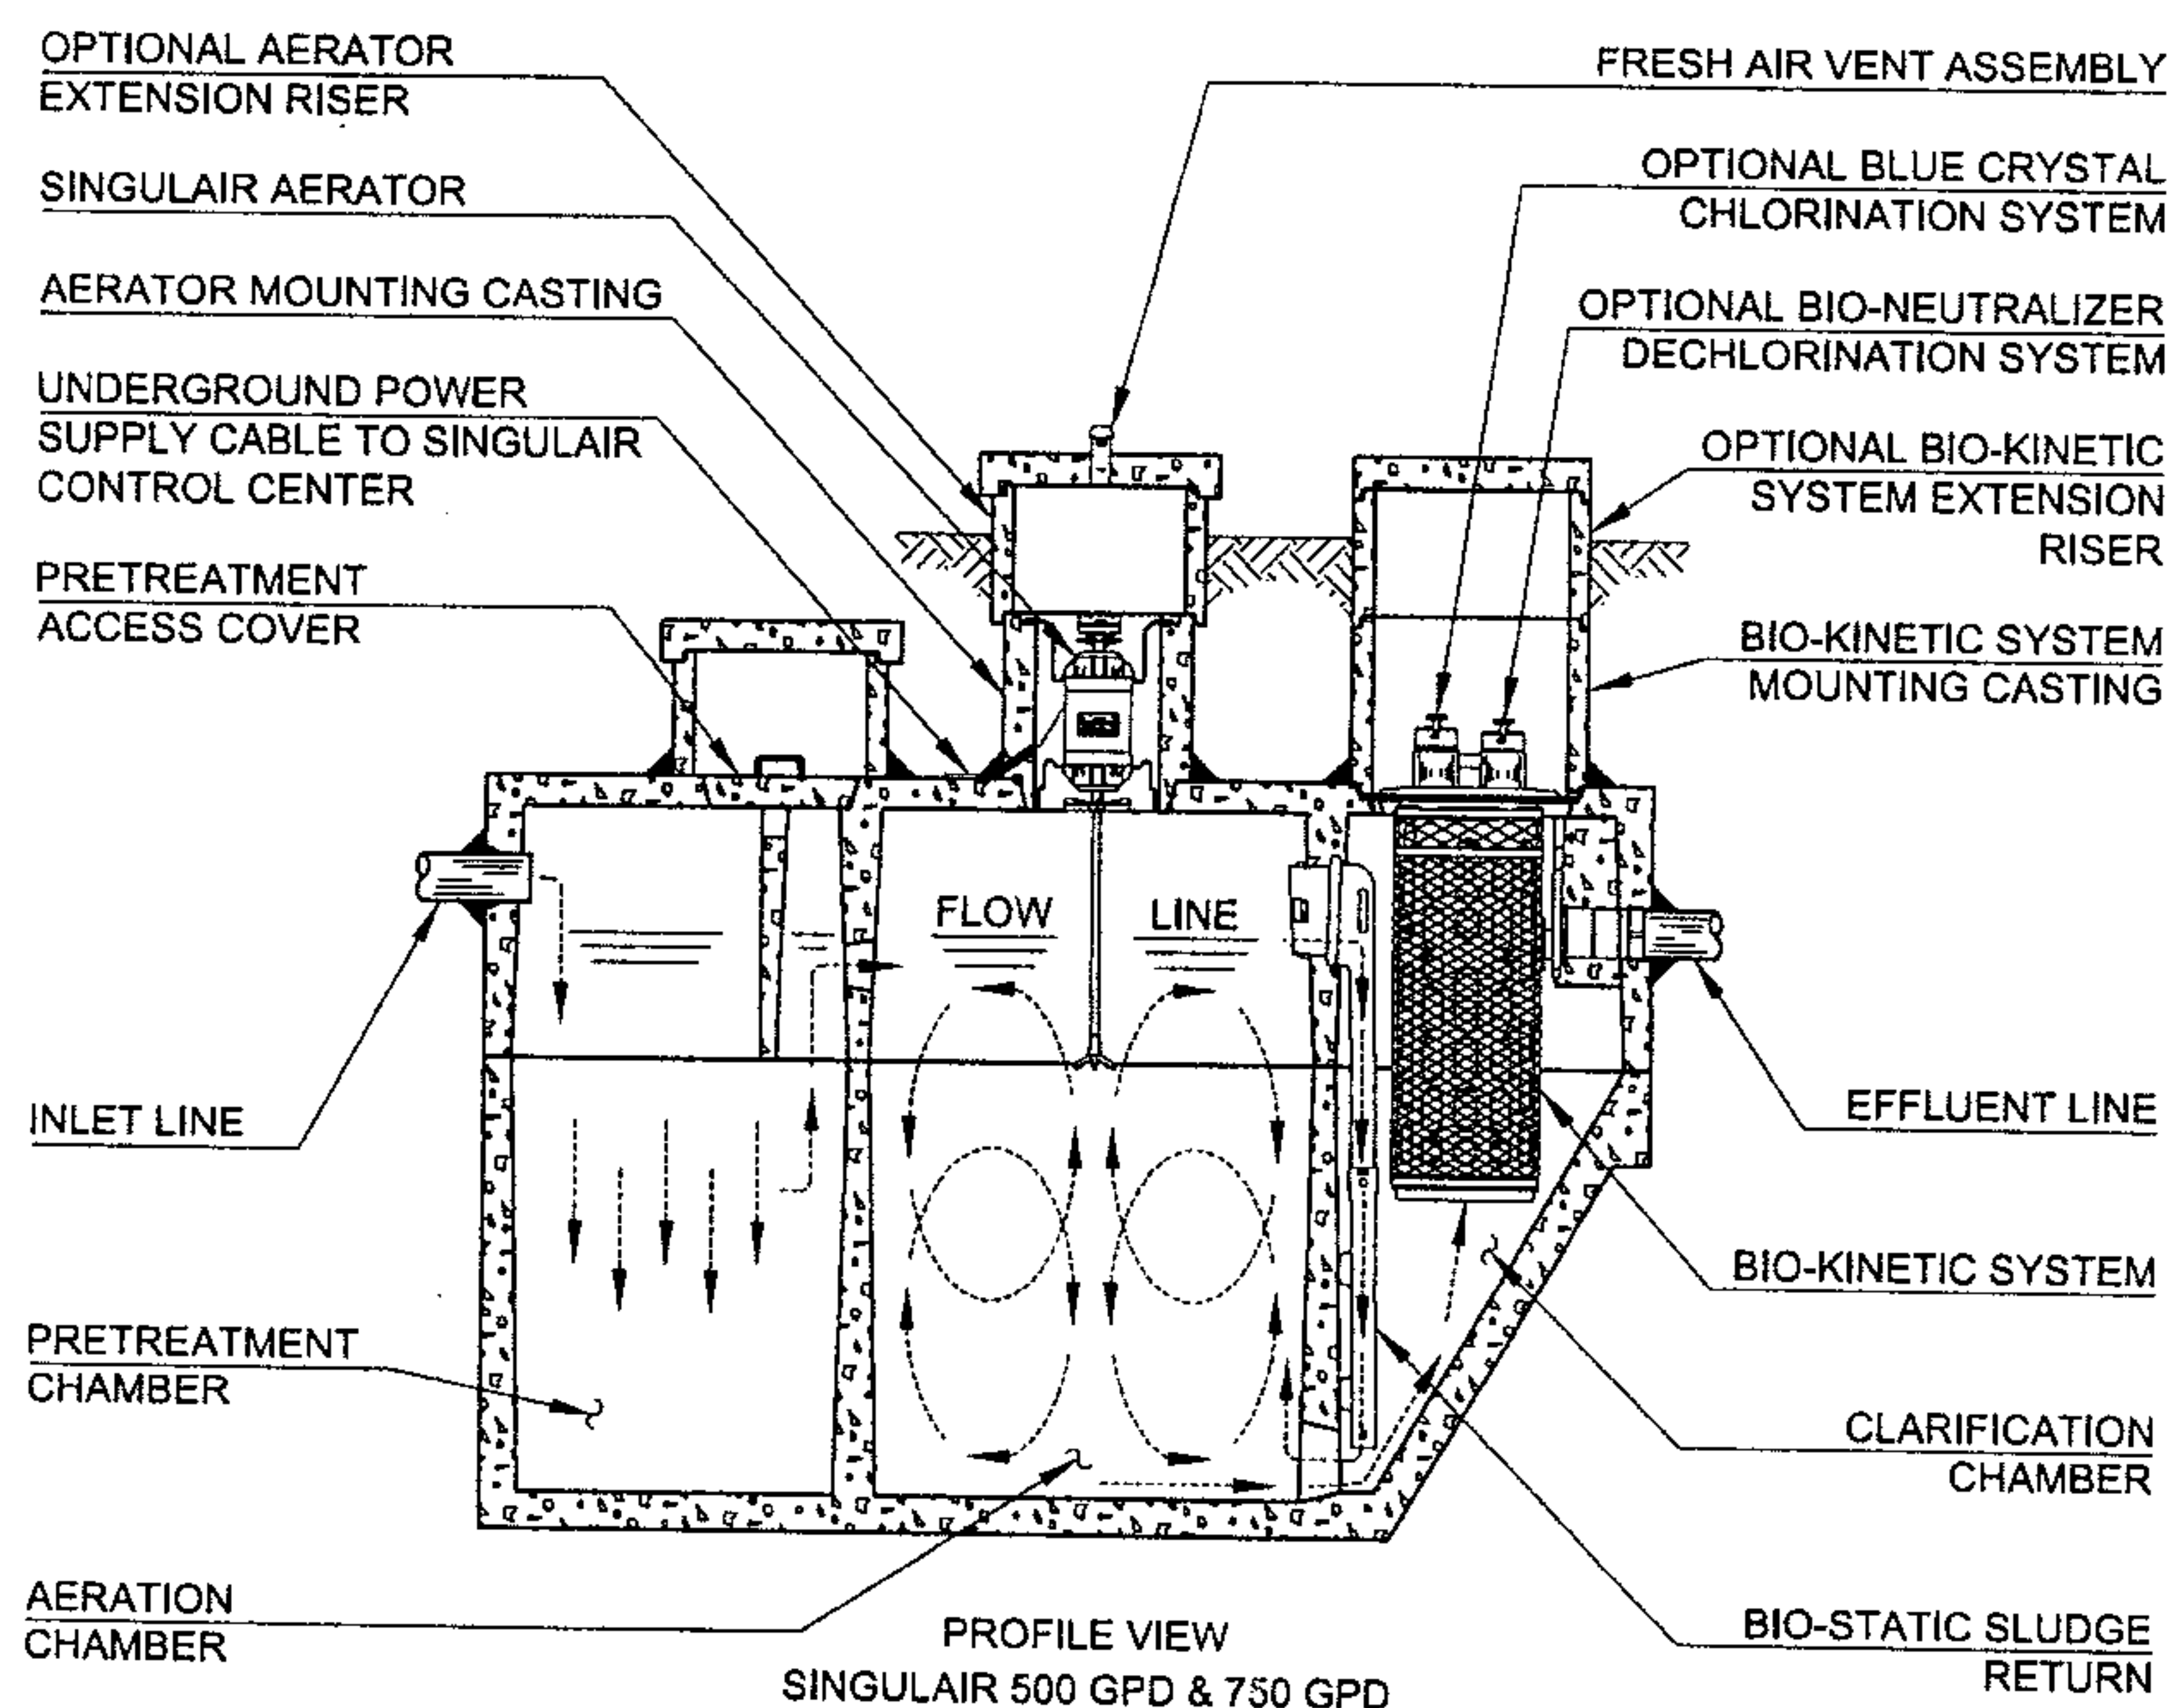 OPTIONAL AERATOR
EXTENSION RISER
SINGULAIR AERATOR
AERATOR MOUNTING CASTING
UNDERGROUND POWER
SUPPLY CABLE TO SINGULAIR
CONTROL CENTER
PRETREATMENT
ACCESS COVER
INLET LINE
PRETREATMENT
CHAMBER
AERATION
CHAMBER
FLOW LINE
FRESH AIR VENT ASSEMBLY
OPTIONAL BLUE CRYSTAL
CHLORINATION SYSTEM
OPTIONAL BIO-NEUTRALIZER
DECHLORINATION SYSTEM
OPTIONAL BIO-KINETIC
SYSTEM EXTENSION
RISER
BIO-KINETIC SYSTEM
MOUNTING CASTING
EFFLUENT LINE
BIO-KINETIC SYSTEM
CLARIFICATION
CHAMBER
BIO-STATIC SLUDGE
RETURN
PROFILE VIEW
SINGULAIR 500 GPD & 750 GPD